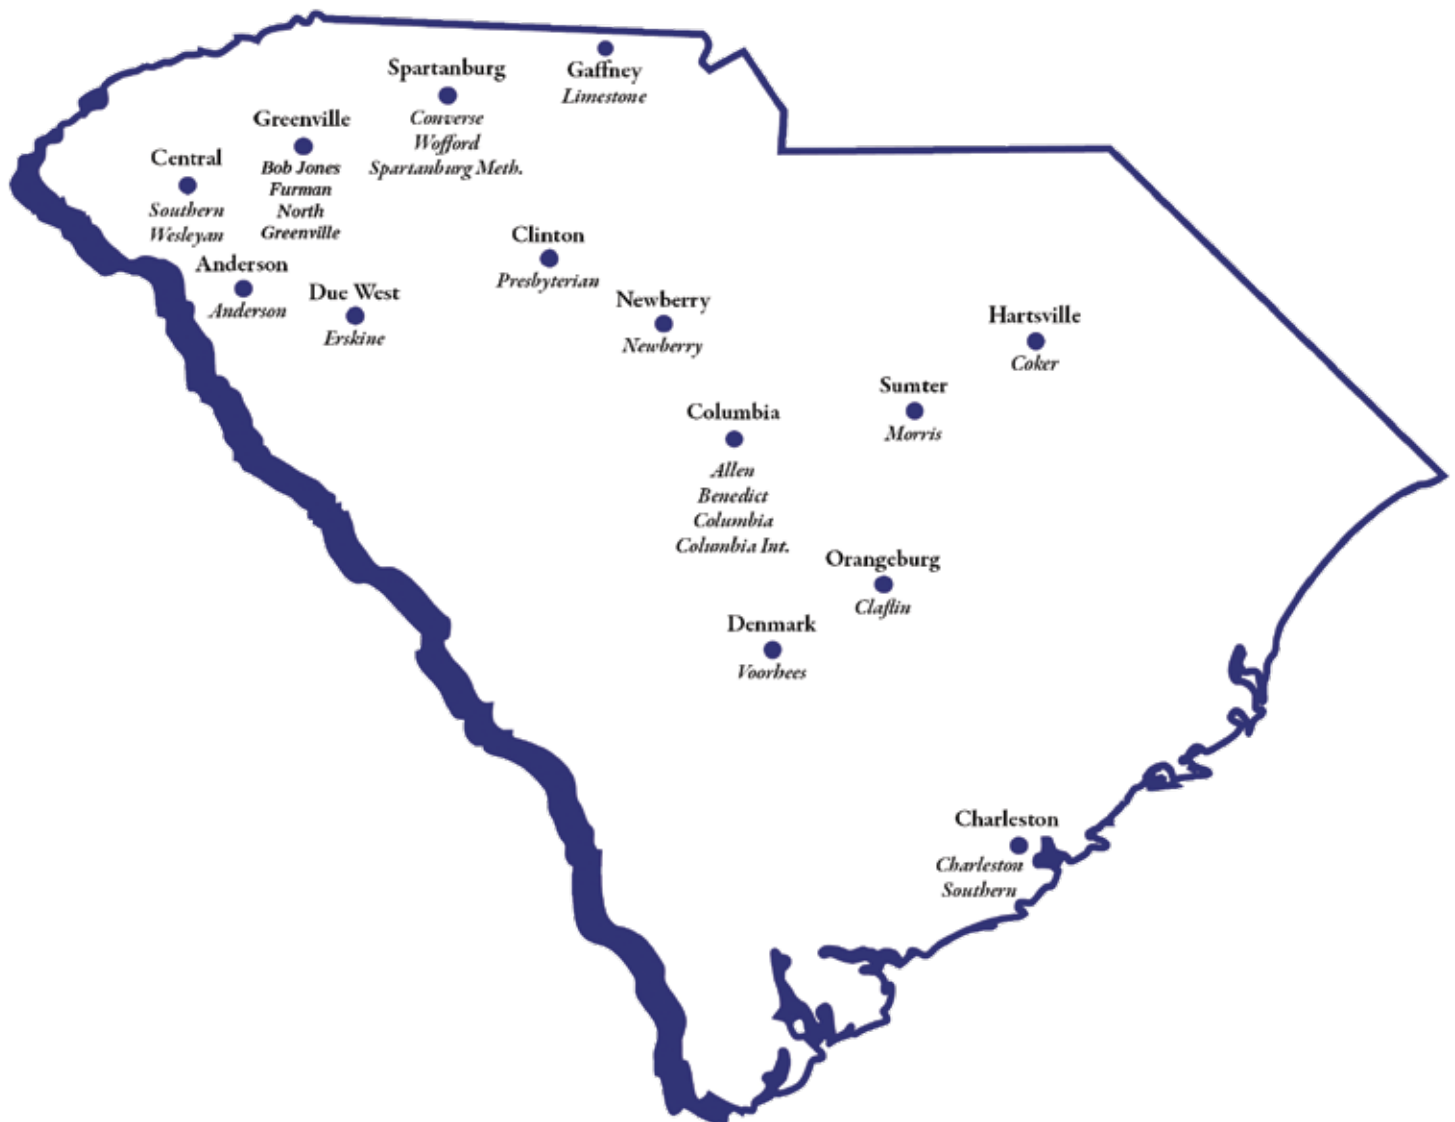 Gaffney
Limestone
Spartanburg
Converse
Wofford
Spartanburg Meth.
Greenville
Bob Jones
Furman
North
Greenville
Central
Southern
Wesleyan
Anderson
Anderson
Due West
Erskine
Clinton
Presbyterian
Newberry
Newberry
Hartsville
Coker
Sumter
Morris
Columbia
Allen
Benedict
Columbia
Columbia Int.
Orangeburg
Claflin
Denmark
Voorhees
Charleston
Charleston
Southern